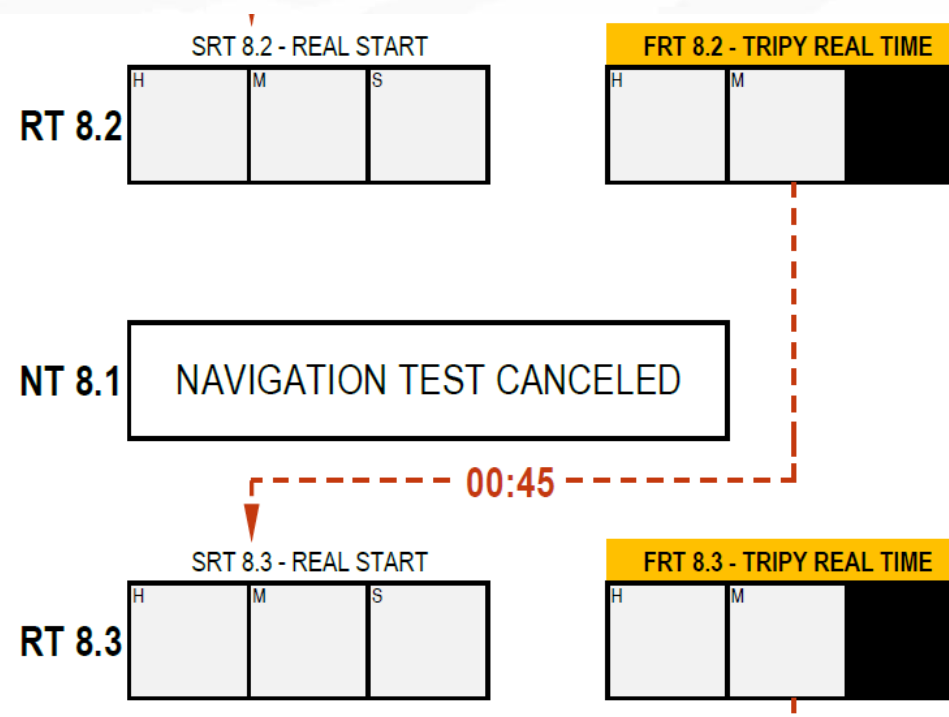 SRT 8.2 - REAL START
FRT 8.2 - TRIPY REAL TIME
RT 8.2
H M S
H M
NT 8.1
NAVIGATION TEST CANCELED
00:45
SRT 8.3 - REAL START
FRT 8.3 - TRIPY REAL TIME
RT 8.3
H M S
H M